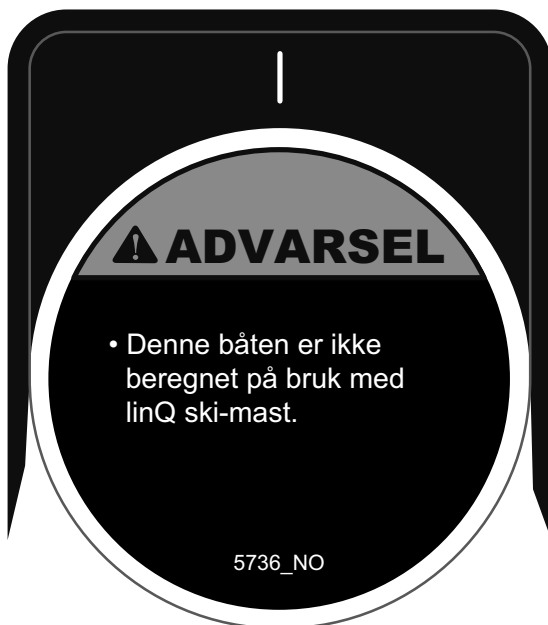 ADVARSEL
• Denne båten er ikke
beregnet på bruk med
linQ ski-mast.
5736_NO